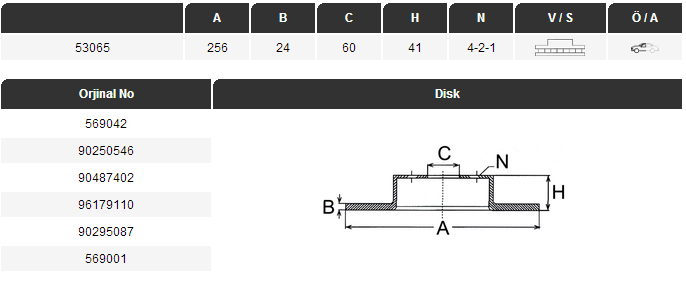 A B C H N V / S Ö / A
53065 256 24 60 41 4-2-1
Orjinal No Disk
569042
90250546
90487402
96179110
90295087
569001
C N
H
B
A